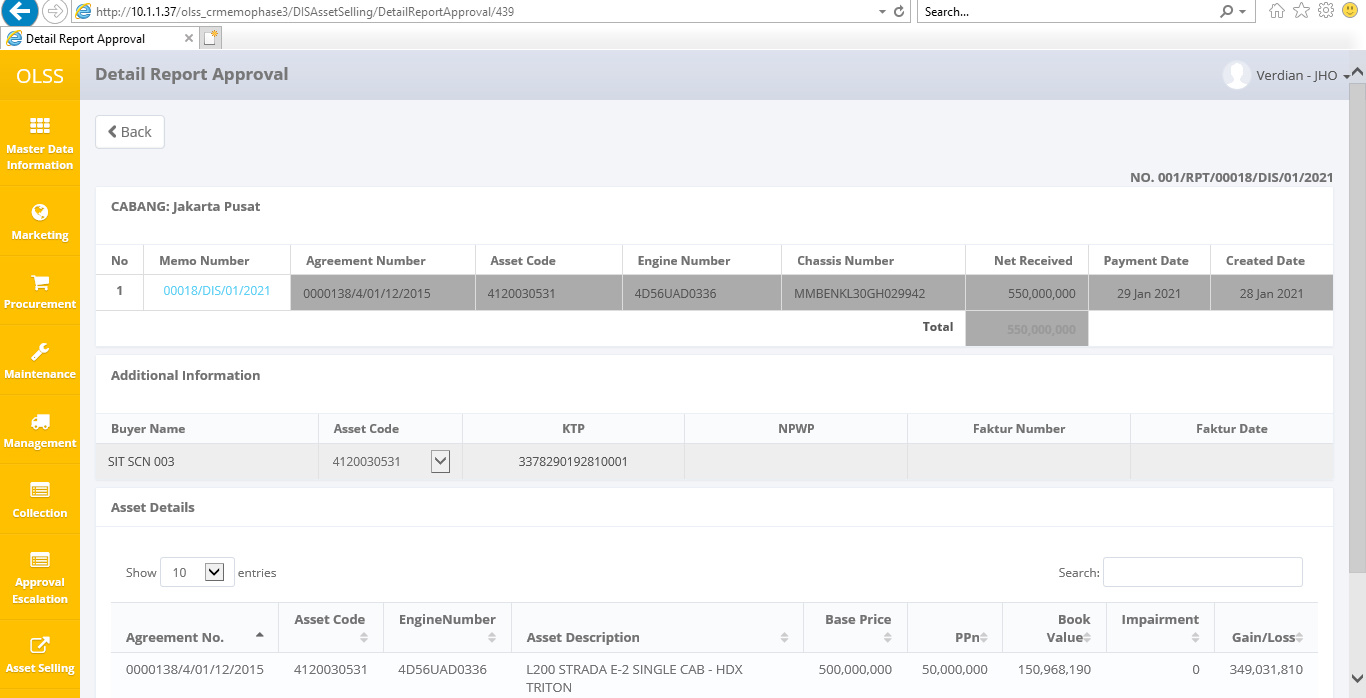 http://10.1.1.37/olss_crmemophase3/DISAssetSelling/DetailReportApproval/439
Search...
Detail Report Approval
OLSS
Detail Report Approval
Verdian - JHO
Back
Master Data
Information
Marketing
Procurement
Maintenance
Management
Collection
Approval
Escalation
Asset Selling
NO. 001/RPT/00018/DIS/01/2021
CABANG: Jakarta Pusat
No Memo Number Agreement Number Asset Code Engine Number Chassis Number Net Received Payment Date Created Date
1 00018/DIS/01/2021 0000138/4/01/12/2015 4120030531 4D56UAD0336 MMBENKL30GH029942 550,000,000 29 Jan 2021 28 Jan 2021
Total 550,000,000
Additional Information
Buyer Name Asset Code KTP NPWP Faktur Number Faktur Date
SIT SCN 003 4120030531 3378290192810001
Asset Details
Show 10 entries
Search:
Agreement No. Asset Code EngineNumber Asset Description Base Price PPn Book Value Impairment Gain/Loss
0000138/4/01/12/2015 4120030531 4D56UAD0336 L200 STRADA E-2 SINGLE CAB - HDX 500,000,000 50,000,000 150,968,190 0 349,031,810
TRITON